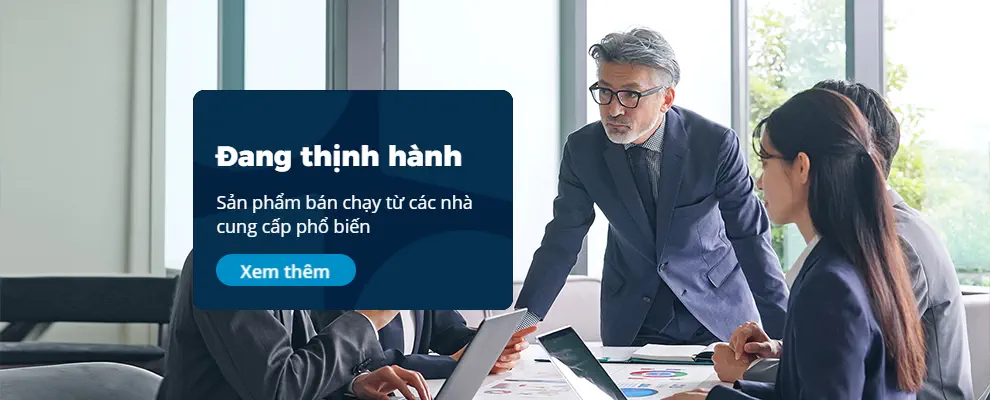 Đang thịnh hành
Sản phẩm bán chạy từ các nhà
cung cấp phổ biến
Xem thêm